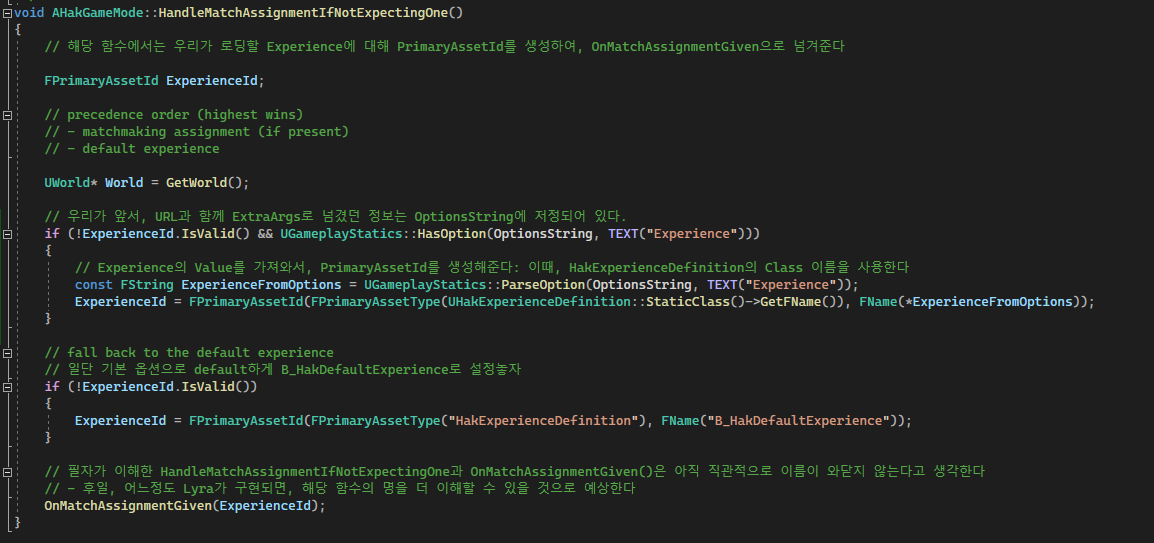 void AHakGameMode::HandleMatchAssignmentIfNotExpectingOne()
{
// 해당 함수에서는 우리가 로딩할 Experience에 대해 PrimaryAssetId를 생성하여, OnMatchAssignmentGiven으로 넘겨준다
FPrimaryAssetId ExperienceId;
// precedence order (highest wins)
// - matchmaking assignment (if present)
// - default experience
UWorld* World = GetWorld();
// 우리가 앞서, URL과 함께 ExtraArgs로 넘겼던 정보는 OptionsString에 저정되어 있다.
if (!ExperienceId.IsValid() && UGameplayStatics::HasOption(OptionsString, TEXT("Experience")))
{
// Experience의 Value를 가져와서, PrimaryAssetId를 생성해준다: 이때, HakExperienceDefinition의 Class 이름을 사용한다
const FString ExperienceFromOptions = UGameplayStatics::ParseOption(OptionsString, TEXT("Experience"));
ExperienceId = FPrimaryAssetId(FPrimaryAssetType(UHakExperienceDefinition::StaticClass()->GetFName()), FName(*ExperienceFromOptions));
}
// fall back to the default experience
// 일단 기본 옵션으로 default하게 B_HakDefaultExperience로 설정놓자
if (!ExperienceId.IsValid())
{
ExperienceId = FPrimaryAssetId(FPrimaryAssetType("HakExperienceDefinition"), FName("B_HakDefaultExperience"));
}
// 필자가 이해한 HandleMatchAssignmentIfNotExpectingOne과 OnMatchAssignmentGiven()은 아직 직관적으로 이름이 와닫지 않는다고 생각한다
// - 후일, 어느정도 Lyra가 구현되면, 해당 함수의 명을 더 이해할 수 있을 것으로 예상한다
OnMatchAssignmentGiven(ExperienceId);
}